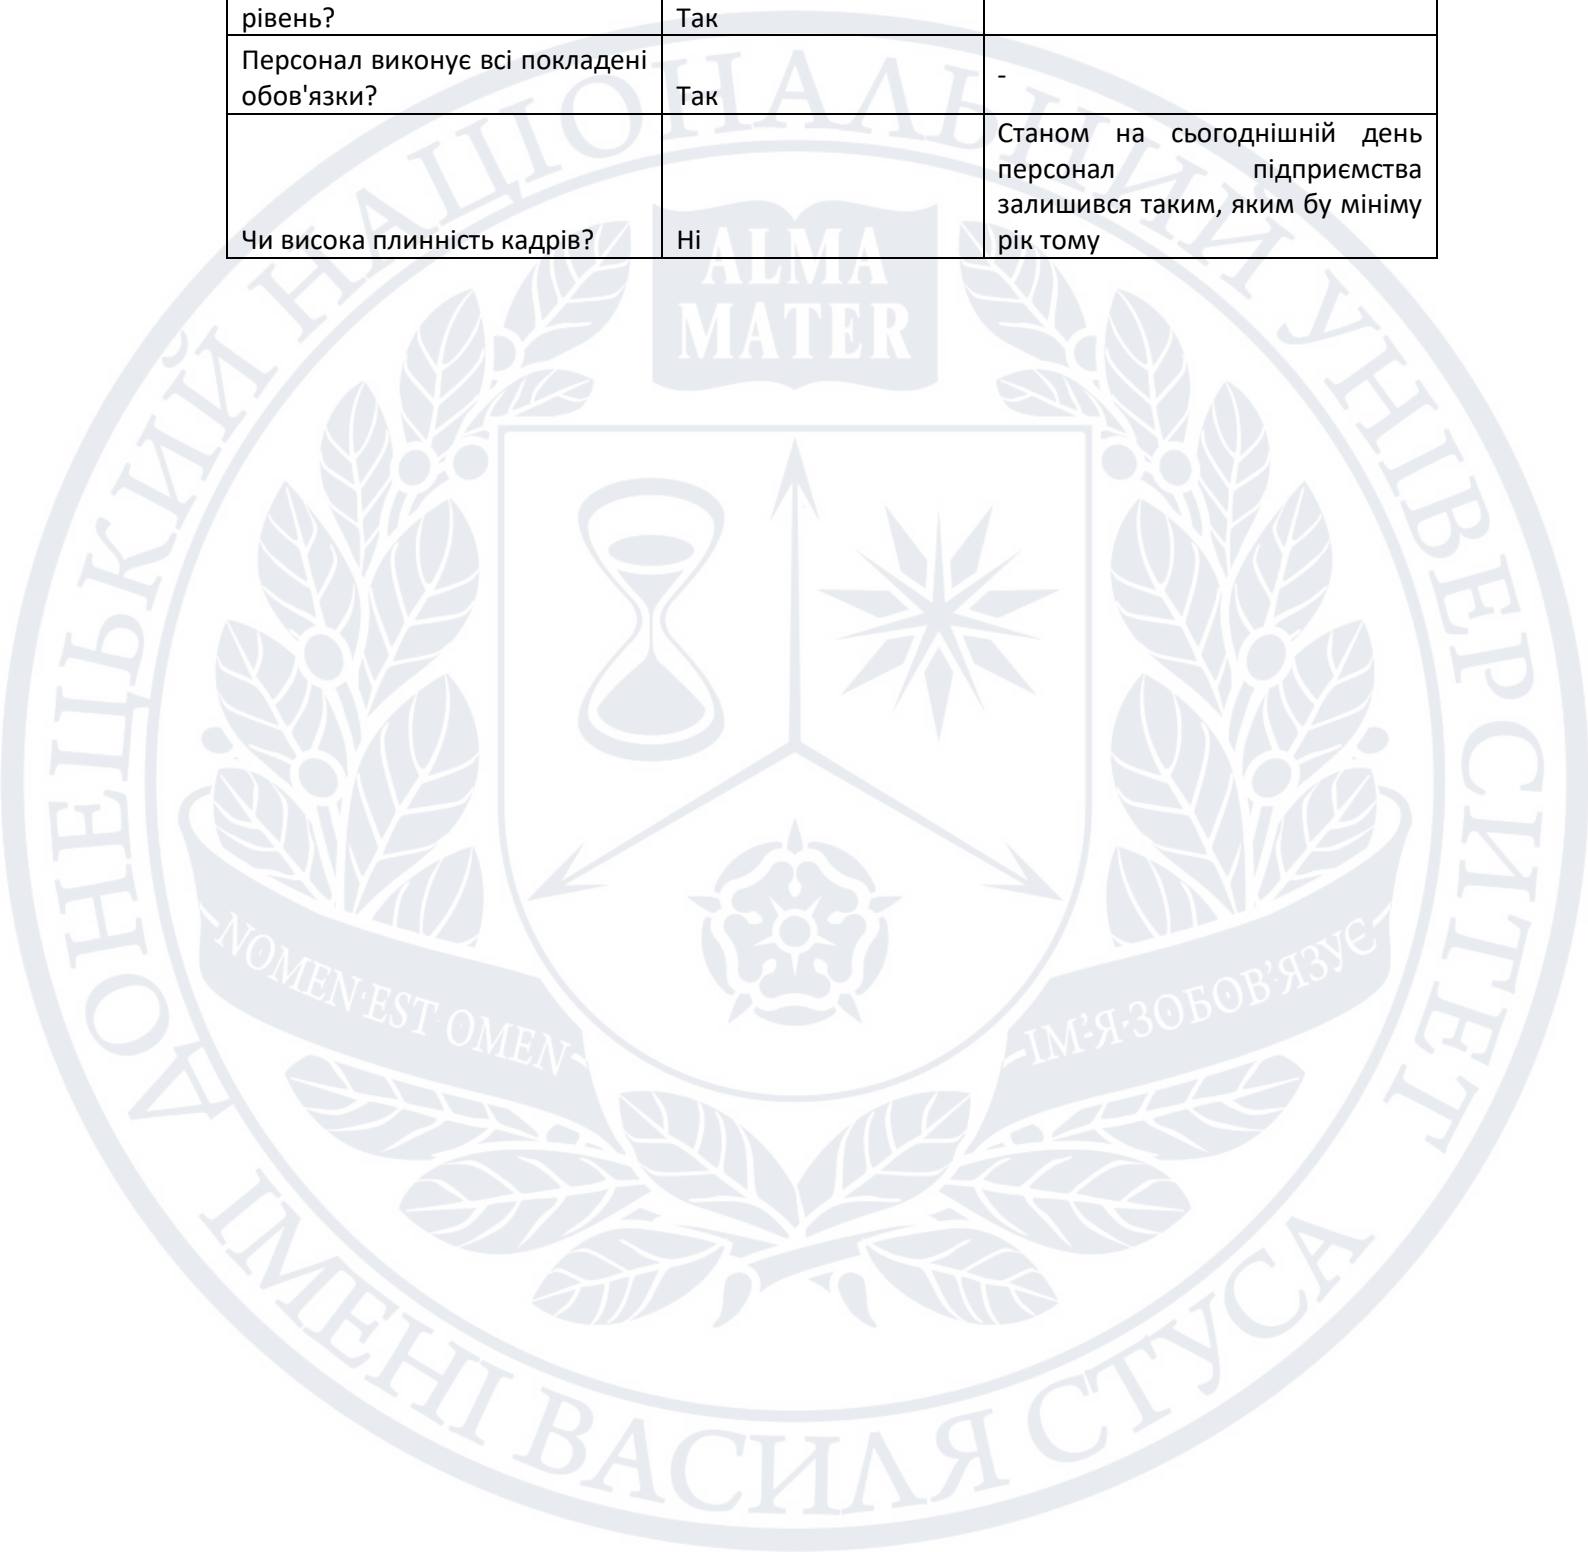 рівень?
Так
Персонал виконує всі покладені
обов'язки?
Так
-
Чи висока плинність кадрів?
Ні
Станом на сьогоднішній день
персонал підприємства
залишився таким, яким бу мініму
рік тому
ALMA
MATER
ДОНЕЦЬКИЙ НАЦІОНАЛЬНИЙ УНІВЕРСИТЕТ
NOMEN·EST·OMEN
ІМ'Я·ЗОБОВ'ЯЗУЄ
ІМЕНІ ВАСИЛЯ СТУСА